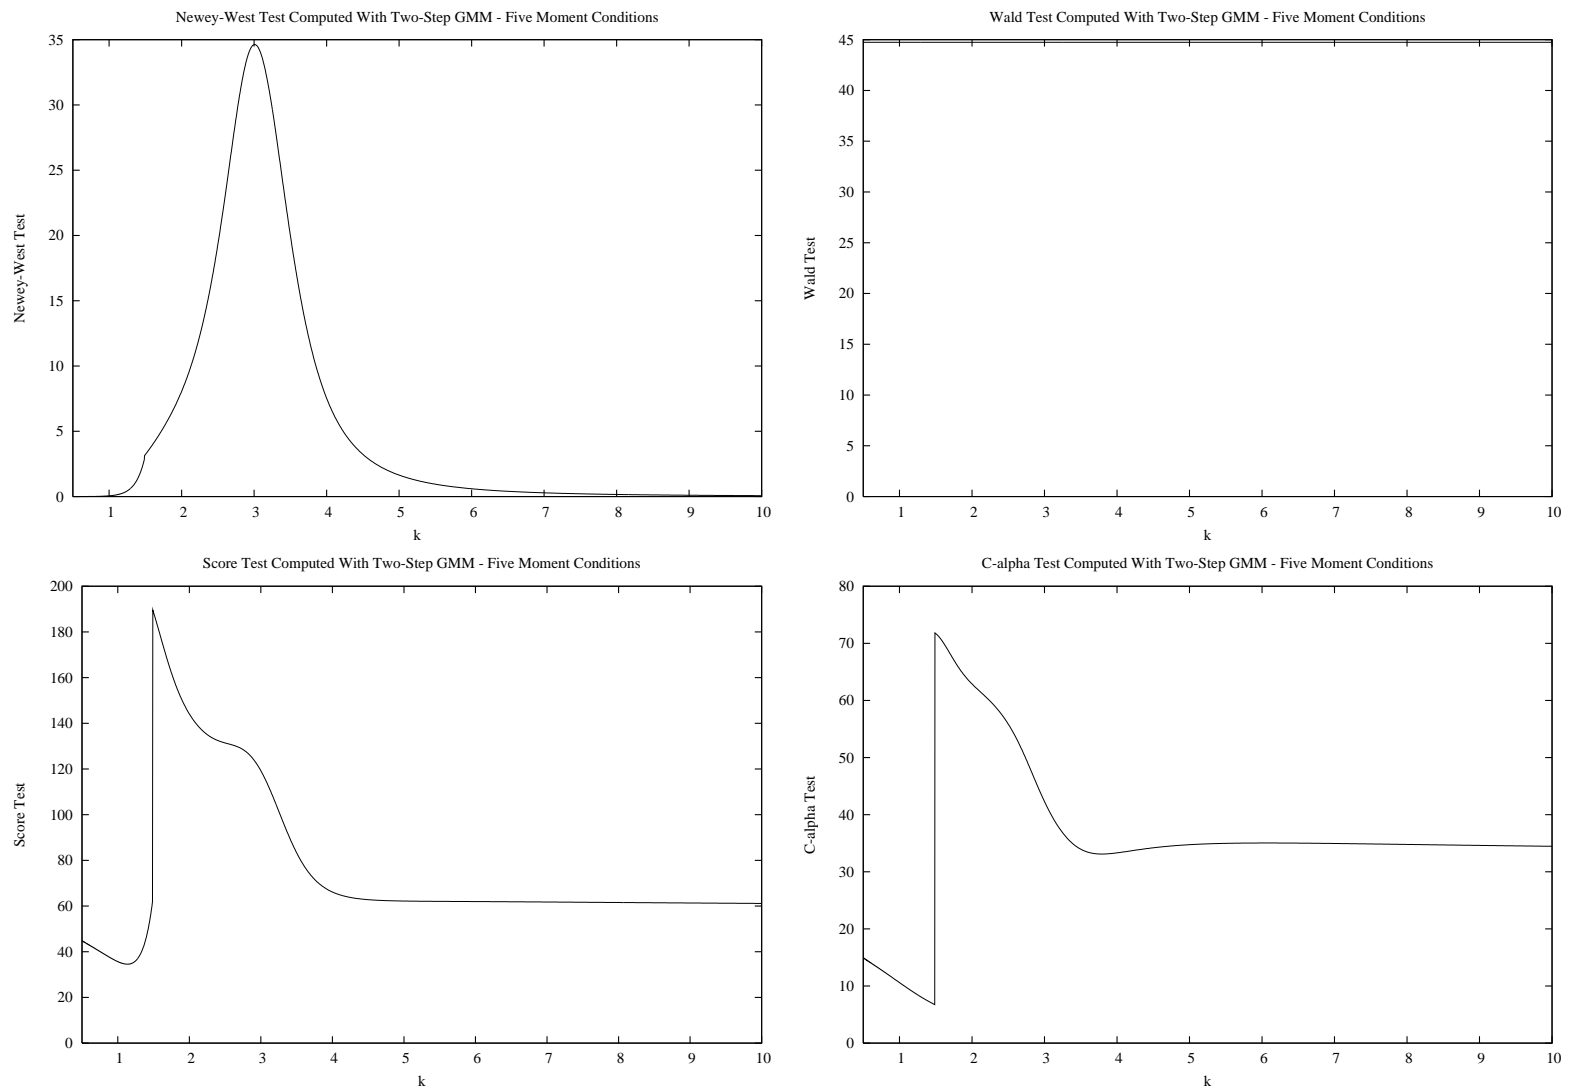 Newey-West Test Computed With Two-Step GMM - Five Moment Conditions
35
30
25
20
15
10
5
0
Newey-West Test
1 2 3 4 5 6 7 8 9 10
k
Wald Test Computed With Two-Step GMM - Five Moment Conditions
45
40
35
30
25
20
15
10
5
0
Wald Test
1 2 3 4 5 6 7 8 9 10
k
Score Test Computed With Two-Step GMM - Five Moment Conditions
200
180
160
140
120
100
80
60
40
20
0
Score Test
1 2 3 4 5 6 7 8 9 10
k
C-alpha Test Computed With Two-Step GMM - Five Moment Conditions
80
70
60
50
40
30
20
10
0
C-alpha Test
1 2 3 4 5 6 7 8 9 10
k